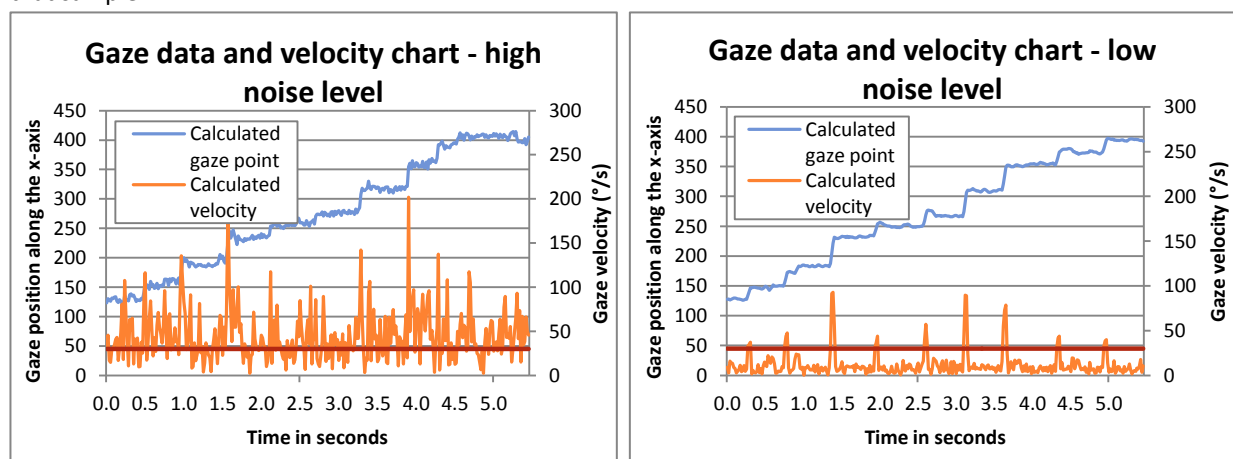 Gaze data and velocity chart - high
noise level
450
400
350
300
250
200
150
100
50
0
Gaze position along the x-axis
Calculated
gaze point
Calculated
velocity
300
250
200
150
100
50
0
Gaze velocity (°/s)
0.0 0.5 1.0 1.5 2.0 2.5 3.0 3.5 4.0 4.5 5.0
Time in seconds
Gaze data and velocity chart - low
noise level
450
400
350
300
250
200
150
100
50
0
Gaze position along the x-axis
Calculated
gaze point
Calculated
velocity
300
250
200
150
100
50
0
Gaze velocity (°/s)
0.0 0.5 1.0 1.5 2.0 2.5 3.0 3.5 4.0 4.5 5.0
Time in seconds